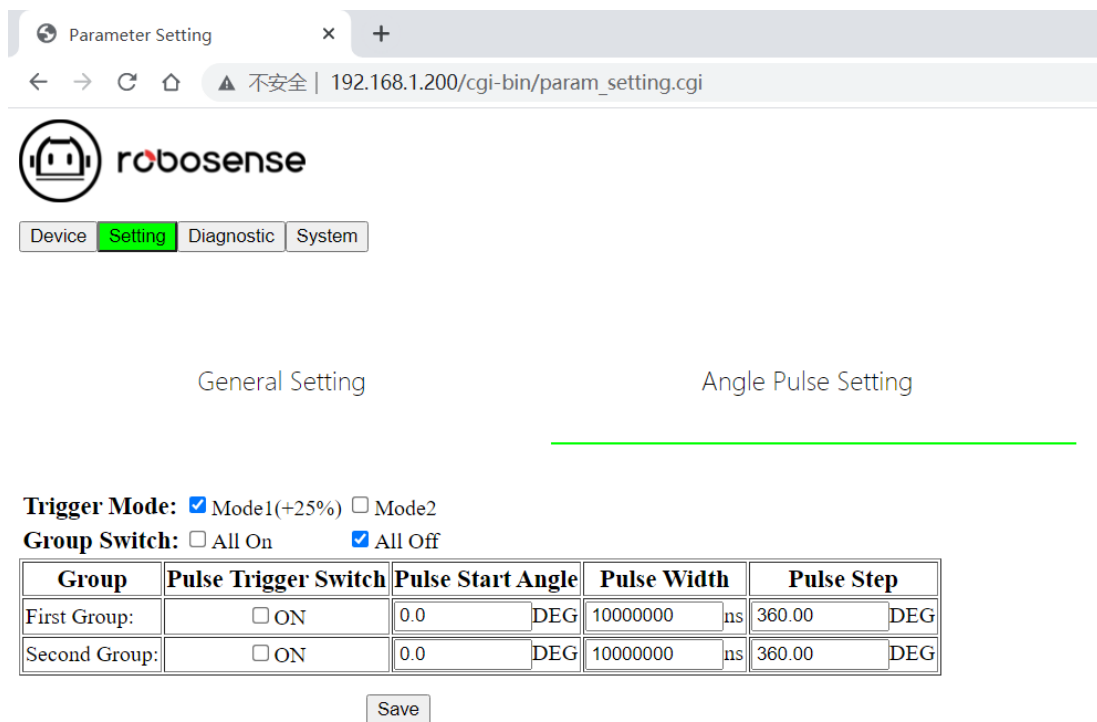 Parameter Setting
不安全 | 192.168.1.200/cgi-bin/param_setting.cgi
robosense
Device Setting Diagnostic System
General Setting Angle Pulse Setting
Trigger Mode: Mode1(+25%) Mode2
Group Switch: All On All Off
Group Pulse Trigger Switch Pulse Start Angle Pulse Width Pulse Step
First Group: ON 0.0 DEG 10000000 ns 360.00 DEG
Second Group: ON 0.0 DEG 10000000 ns 360.00 DEG
Save